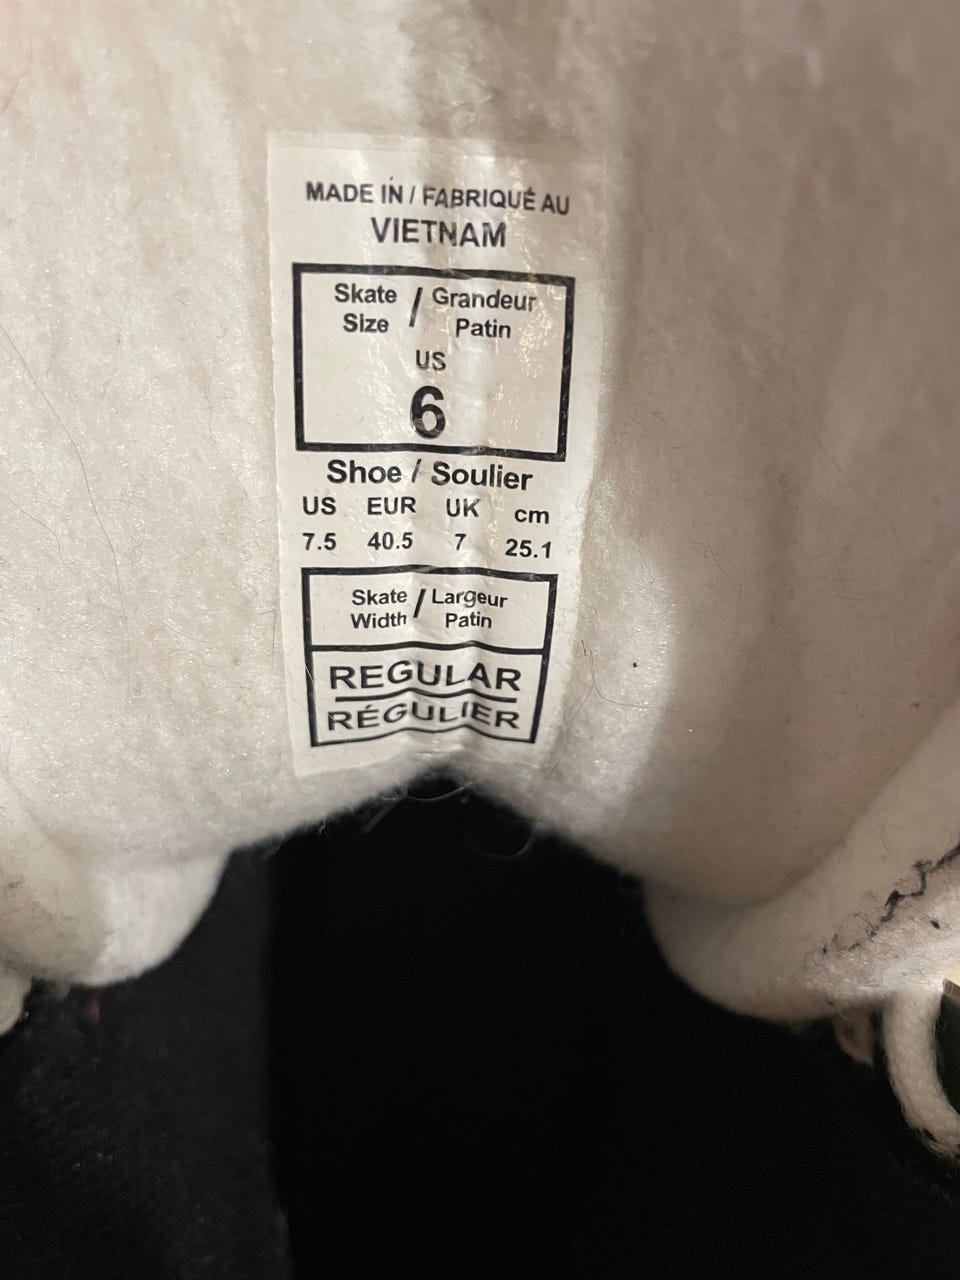 MADE IN / FABRIQUÉ AU
VIETNAM
Skate / Grandeur
Size Patin
US
6
Shoe / Soulier
US EUR UK cm
7.5 40.5 7 25.1
Skate / Largeur
Width Patin
REGULAR
RÉGULIER